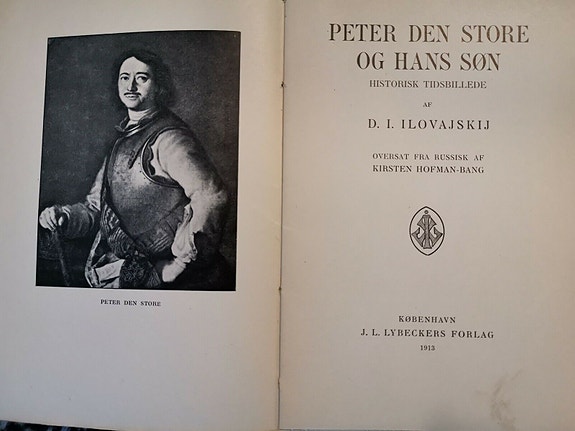 PETER DEN STORE
PETER DEN STORE
OG HANS SØN
HISTORISK TIDSBILLEDE
AF
D. I. ILOVAJSKIJ
OVERSAT FRA RUSSISK AF
KIRSTEN HOFMAN-BANG
KØBENHAVN
J. L. LYBECKERS FORLAG
1913